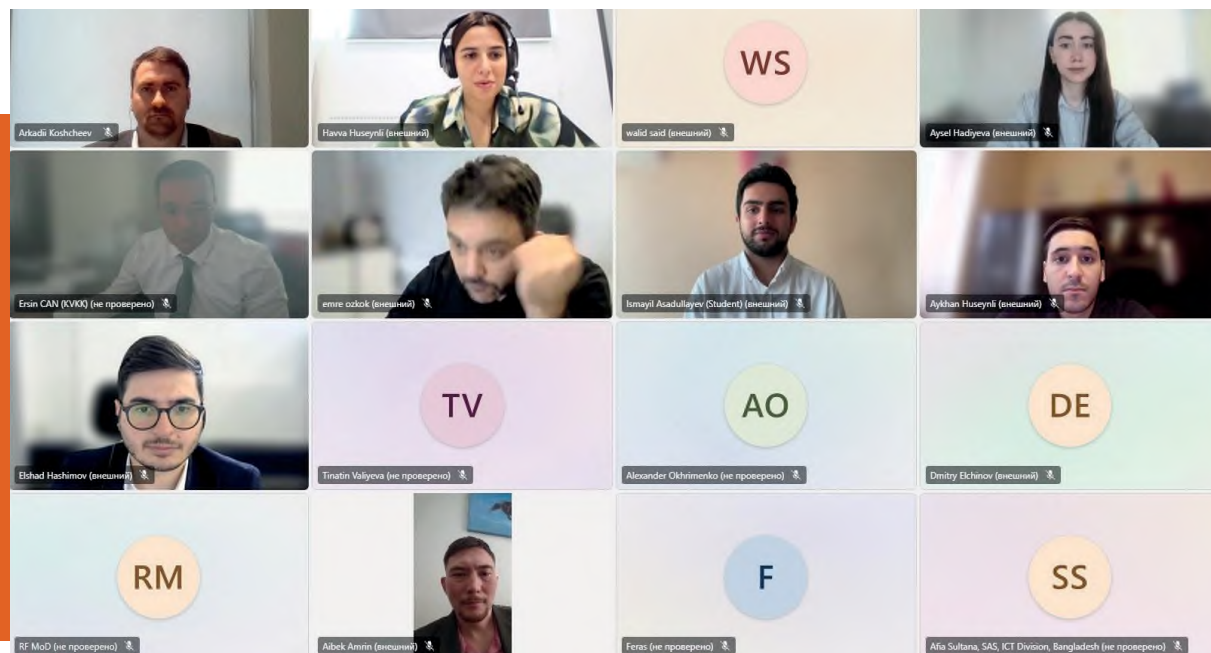 Arkadii Koshcheev
Havva Huseynli (внешний)
WS
walid said (внешний)
Aysel Hadiyeva (внешний)
Ersin CAN (KVKK) (не проверено)
emre ozkok (внешний)
Ismayil Asadullayev (Student) (внешний)
Aykhan Huseynli (внешний)
Elshad Hashimov (внешний)
TV
Tinatin Valiyeva (не проверено)
AO
Alexander Okhrimenko (не проверено)
DE
Dmitry Elchinov (внешний)
RM
RF MoD (не проверено)
Aibek Amrin (внешний)
F
Feras (не проверено)
SS
Afia Sultana, SAS, ICT Division, Bangladesh (не проверено)